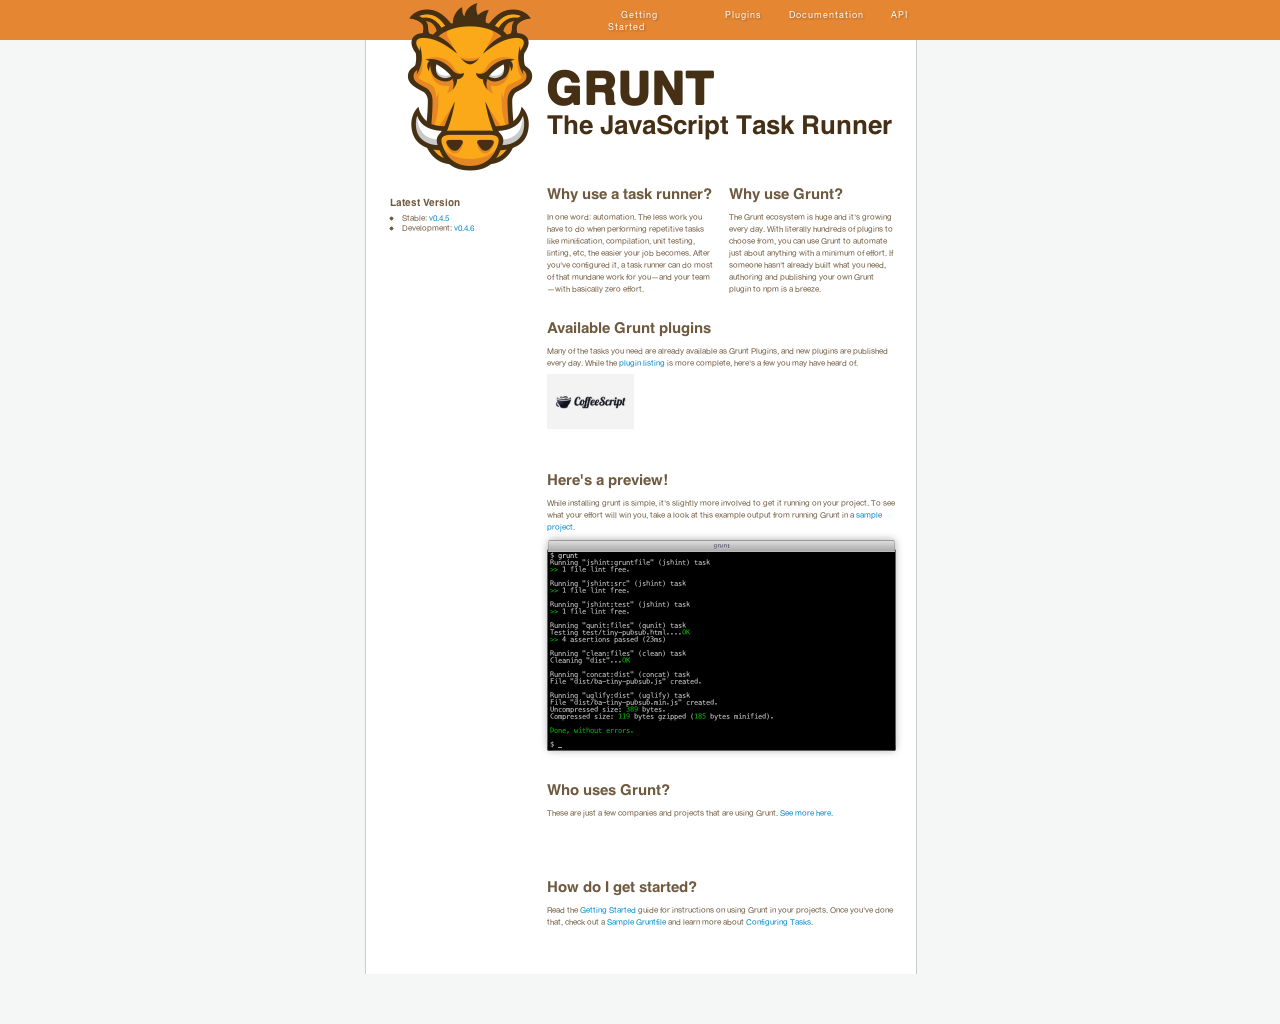 Getting Started
Plugins
Documentation
API
GRUNT
The JavaScript Task Runner
Latest Version
Stable: v0.4.5
Development: v0.4.6
Why use a task runner?
In one word: automation. The less work you
have to do when performing repetitive tasks
like minification, compilation, unit testing,
linting, etc, the easier your job becomes. After
you've configured it, a task runner can do most
of that mundane work for you—and your team
—with basically zero effort.
Why use Grunt?
The Grunt ecosystem is huge and it's growing
every day. With literally hundreds of plugins to
choose from, you can use Grunt to automate
just about anything with a minimum of effort. If
someone hasn't already built what you need,
authoring and publishing your own Grunt
plugin to npm is a breeze.
Available Grunt plugins
Many of the tasks you need are already available as Grunt Plugins, and new plugins are published
every day. While the plugin listing is more complete, here's a few you may have heard of.
CoffeeScript
Here's a preview!
While installing grunt is simple, it's slightly more involved to get it running on your project. To see
what your effort will win you, take a look at this example output from running Grunt in a sample
project.
grunt
$ grunt
Running "jshint:gruntfile" (jshint) task
>> 1 file lint free.
Running "jshint:src" (jshint) task
>> 1 file lint free.
Running "jshint:test" (jshint) task
>> 1 file lint free.
Running "qunit:files" (qunit) task
Testing test/tiny-pubsub.html....OK
>> 4 assertions passed (23ms)
Running "clean:files" (clean) task
Cleaning "dist"...OK
Running "concat:dist" (concat) task
File "dist/ba-tiny-pubsub.js" created.
Running "uglify:dist" (uglify) task
File "dist/ba-tiny-pubsub.min.js" created.
Uncompressed size: 389 bytes.
Compressed size: 119 bytes gzipped (185 bytes minified).
Done, without errors.
$ _
Who uses Grunt?
These are just a few companies and projects that are using Grunt. See more here.
How do I get started?
Read the Getting Started guide for instructions on using Grunt in your projects. Once you've done
that, check out a Sample Gruntfile and learn more about Configuring Tasks.